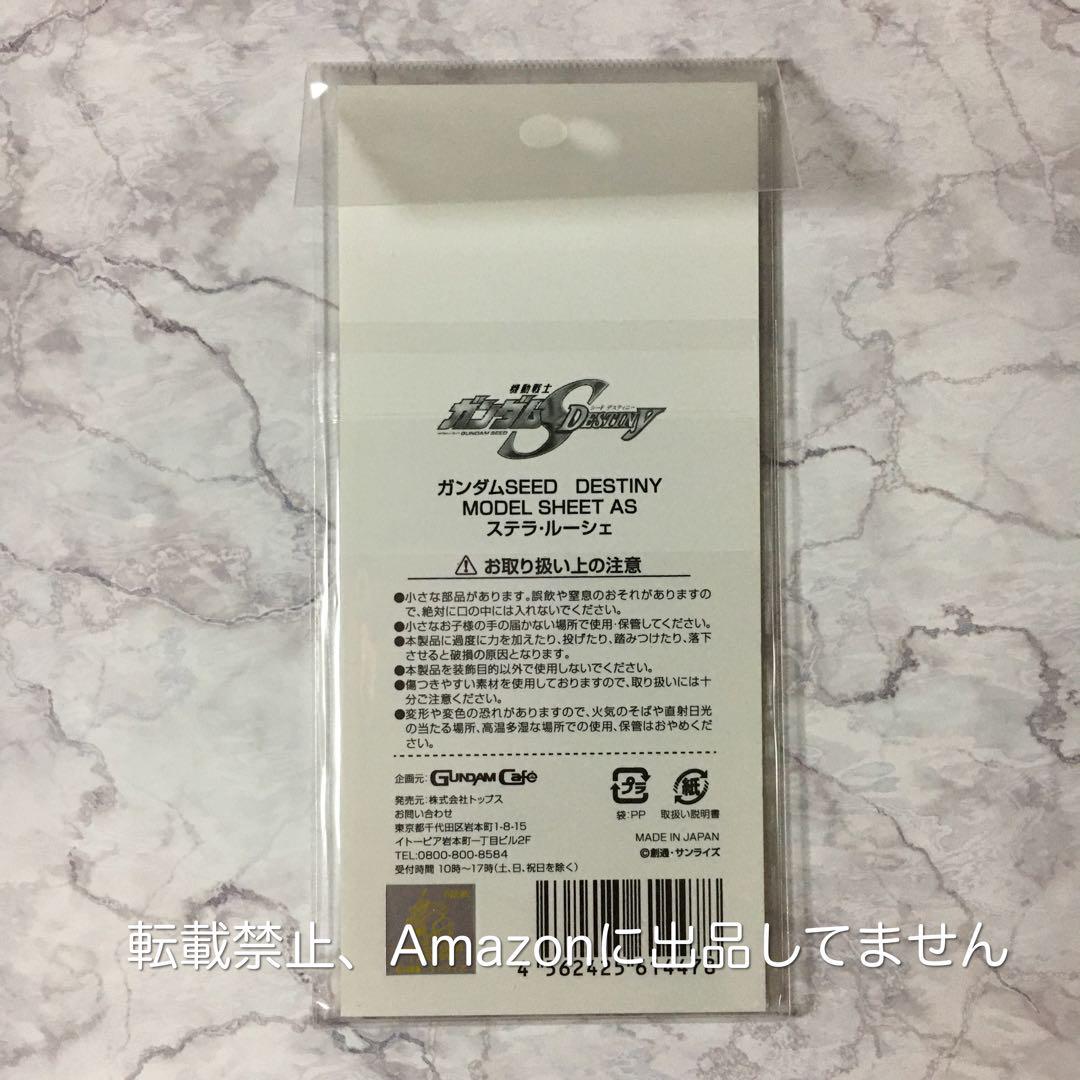 機動戦士
ガンダムSEED DESTINY
シード デスティニー
GUNDAM SEED
ガンダムSEED DESTINY
MODEL SHEET AS
ステラ・ルーシェ
お取り扱い上の注意
●小さな部品があります。誤飲や窒息のおそれがありますの
で、絶対に口の中には入れないでください。
●小さなお子様の手の届かない場所で使用・保管してください。
●本製品に過度に力を加えたり、投げたり、踏みつけたり、落下
させると破損の原因となります。
●本製品を装飾目的以外で使用しないでください。
●傷つきやすい素材を使用しておりますので、取り扱いには十
分ご注意ください。
●変形や変色の恐れがありますので、火気のそばや直射日光
の当たる場所、高温多湿な場所での使用、保管はおやめくだ
さい。
企画元: GUNDAM Café
発売元:株式会社トップス
お問い合わせ
東京都千代田区岩本町1-8-15
イトーピア岩本町一丁目ビル2F
TEL:0800-800-8584
受付時間 10時～17時(土、日、祝日を除く)
プラ
袋:PP
紙
取扱い説明書
MADE IN JAPAN
©創通・サンライズ
転載禁止、Amazonに出品してません
4 562425 614478